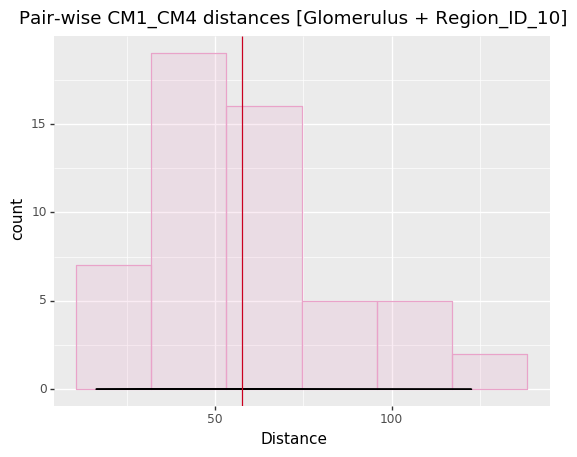 Pair-wise CM1_CM4 distances [Glomerulus + Region_ID_10]
15
10
5
0
count
50 100
Distance